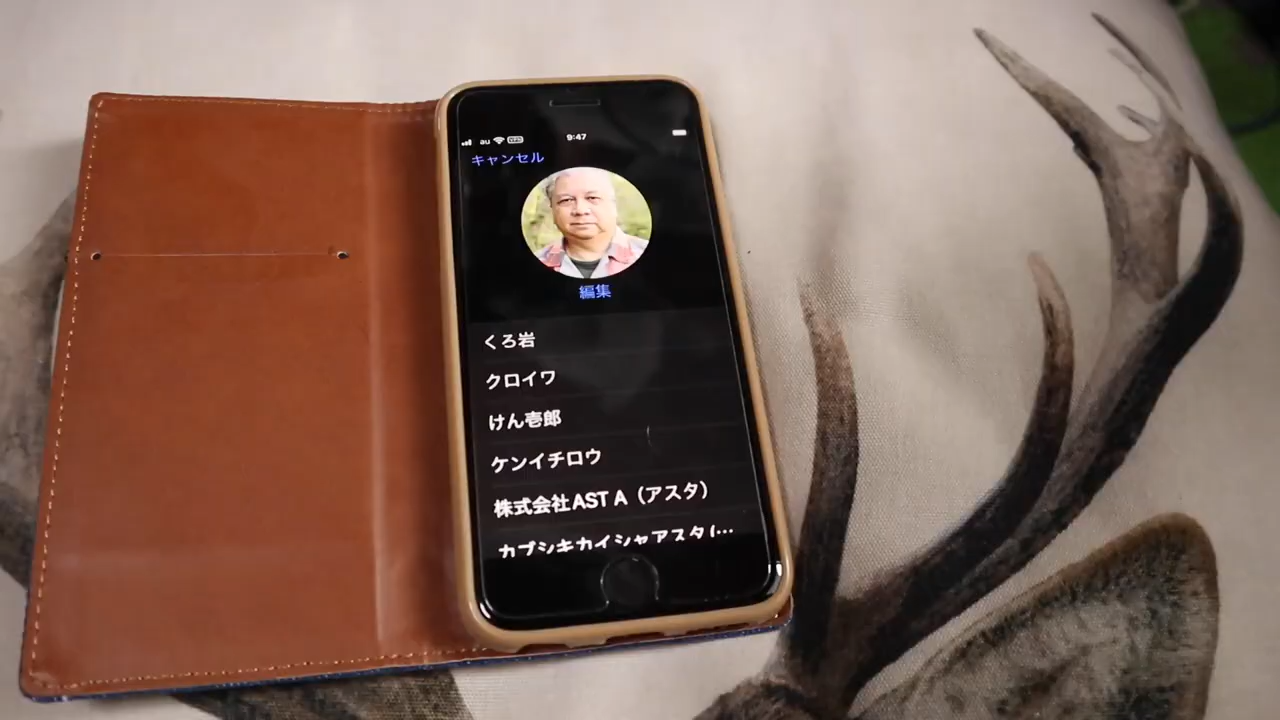 au VPN 9:47
キャンセル
編集
くろ岩
クロイワ
けん壱郎
ケンイチロウ
株式会社AST A（アスタ）
カブシキカイシャアスタ (…